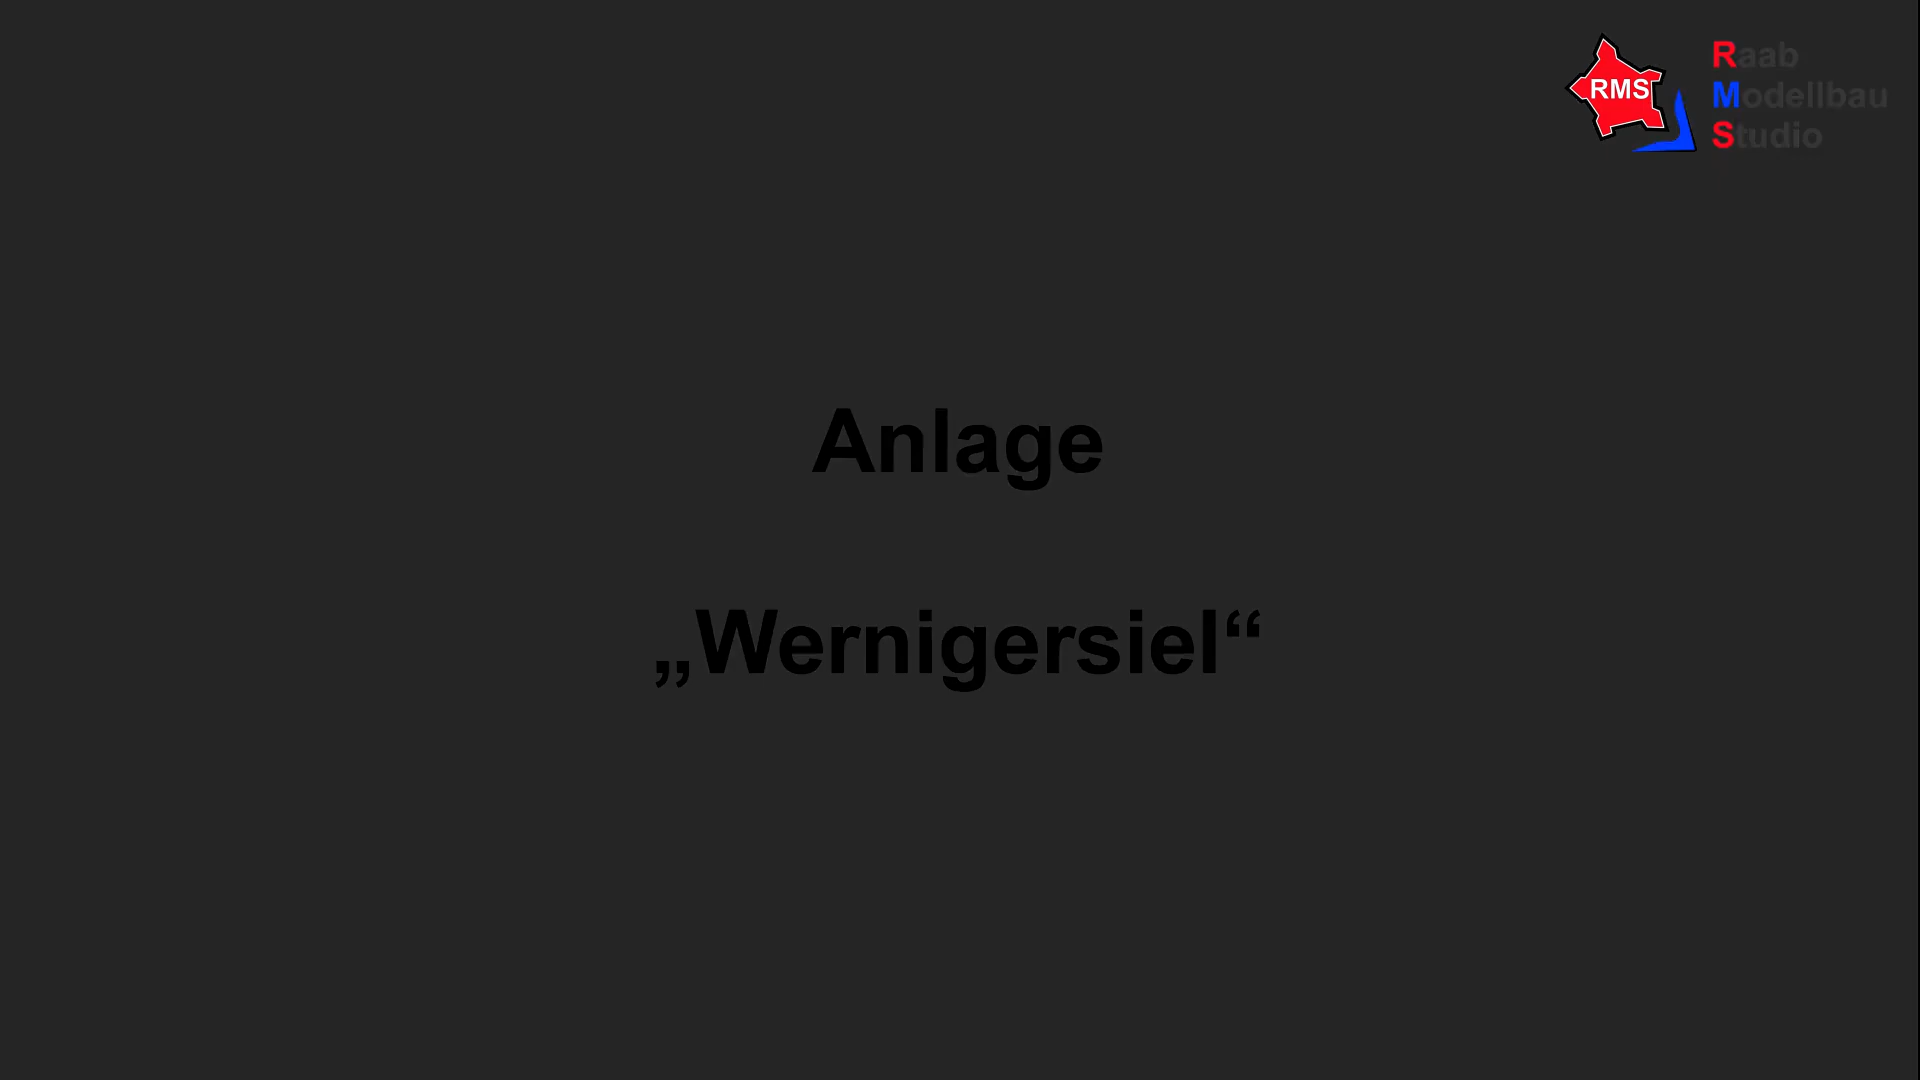 RMS
Raab
Modellbau
Studio
Anlage
„Wernigersiel“